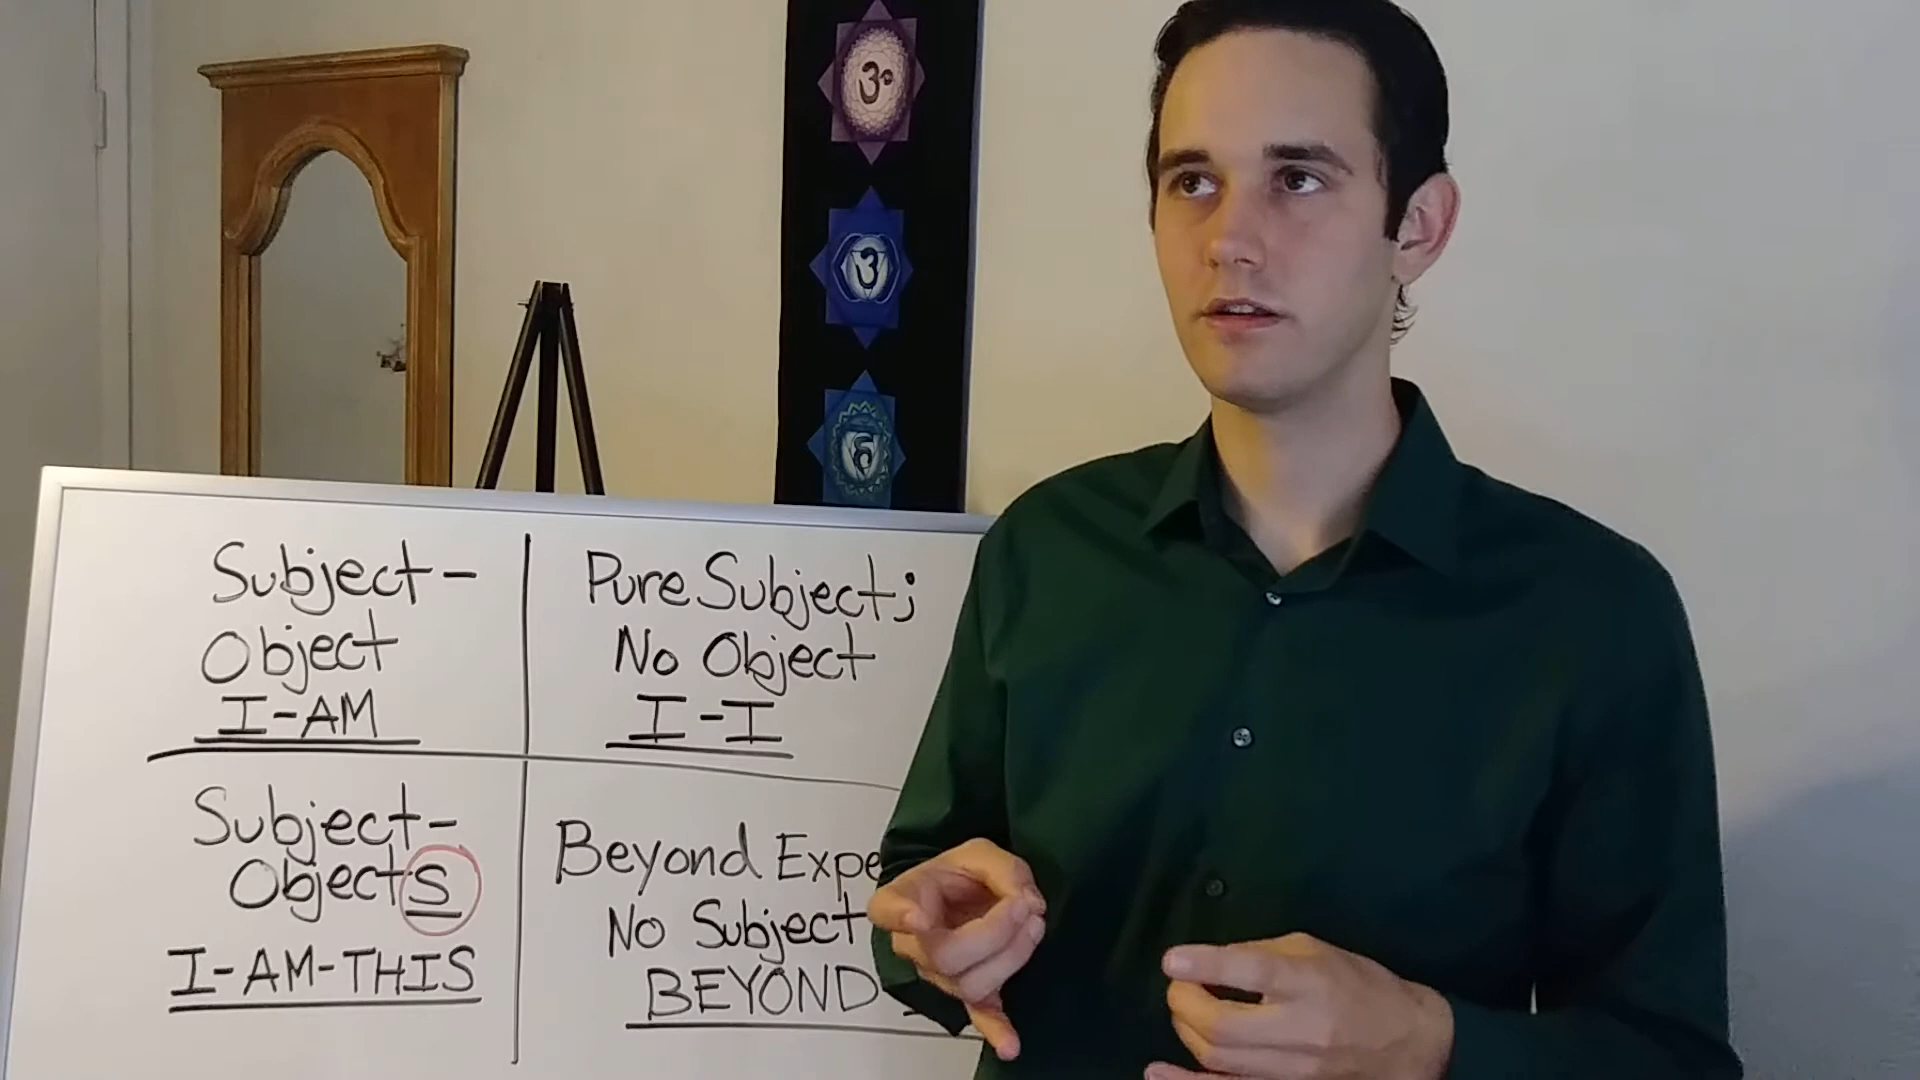 Subject-
Object
I-AM
Pure Subject;
No Object
I-I
Subject-
Objects
I-AM-THIS
Beyond
No Subject
BEYOND
ॐ